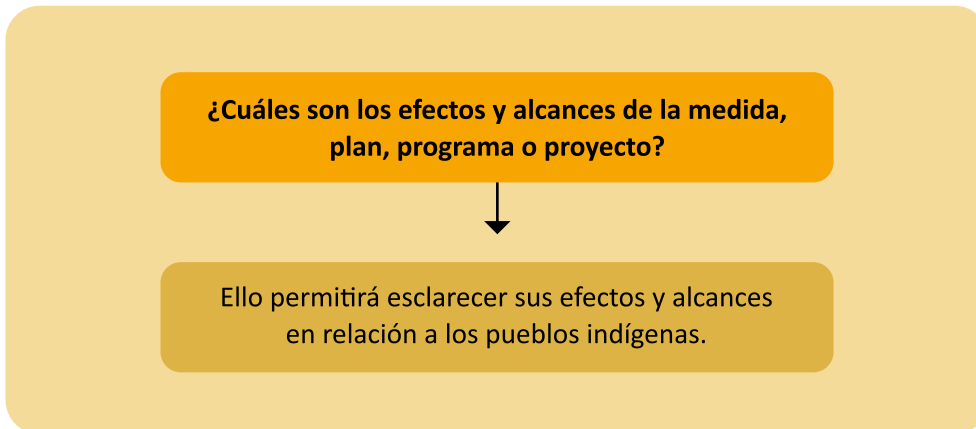 ¿Cuáles son los efectos y alcances de la medida,
plan, programa o proyecto?
Ello permitirá esclarecer sus efectos y alcances
en relación a los pueblos indígenas.